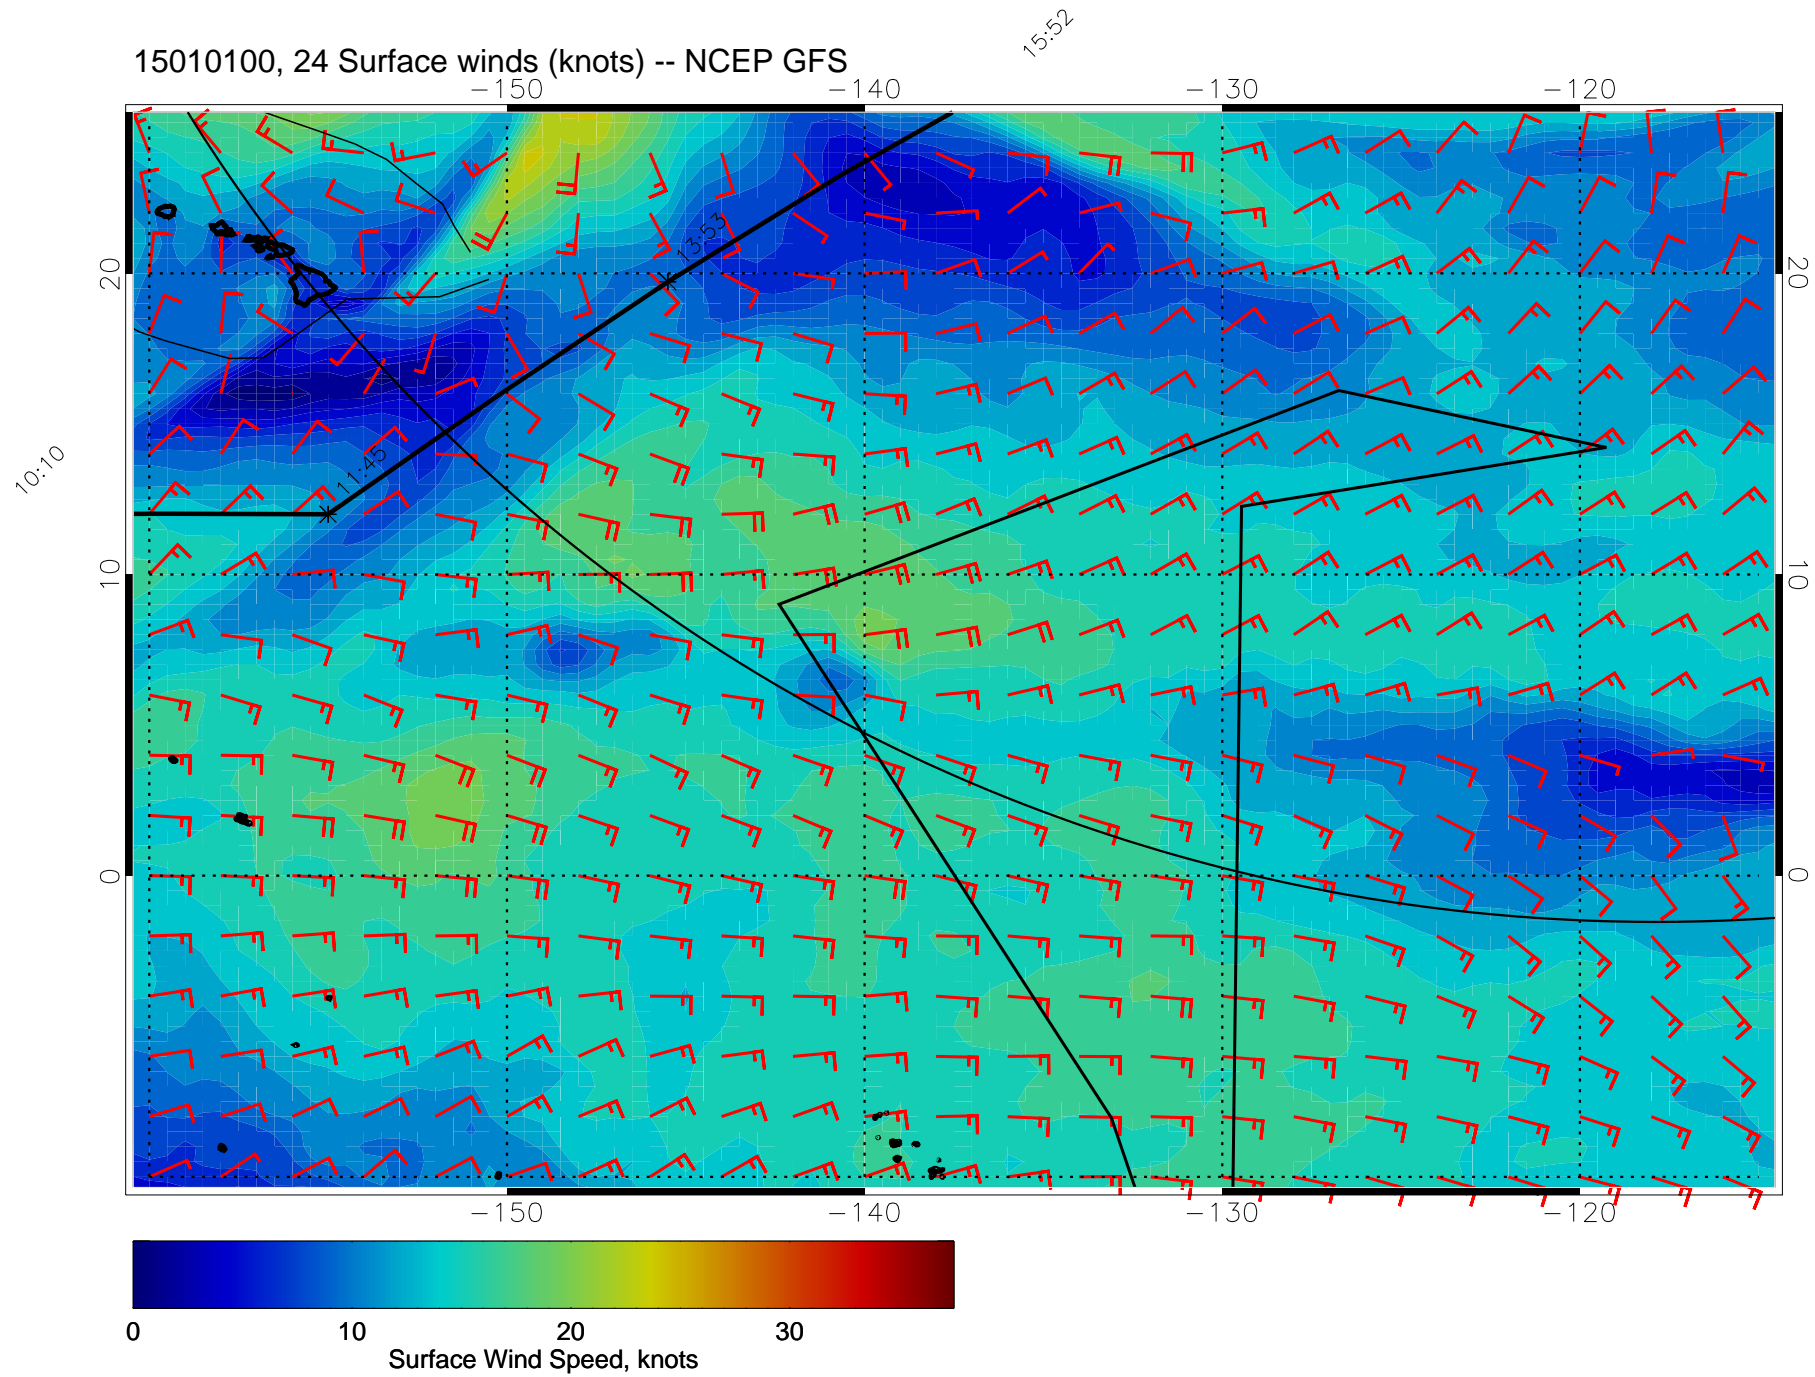 15:52
15010100, 24 Surface winds (knots) -- NCEP GFS
−150 −140 −130 −120
13:53
20 20
11:45
10:10
10 10
0 0
−150 −140 −130 −120
0 10 20 30
Surface Wind Speed, knots